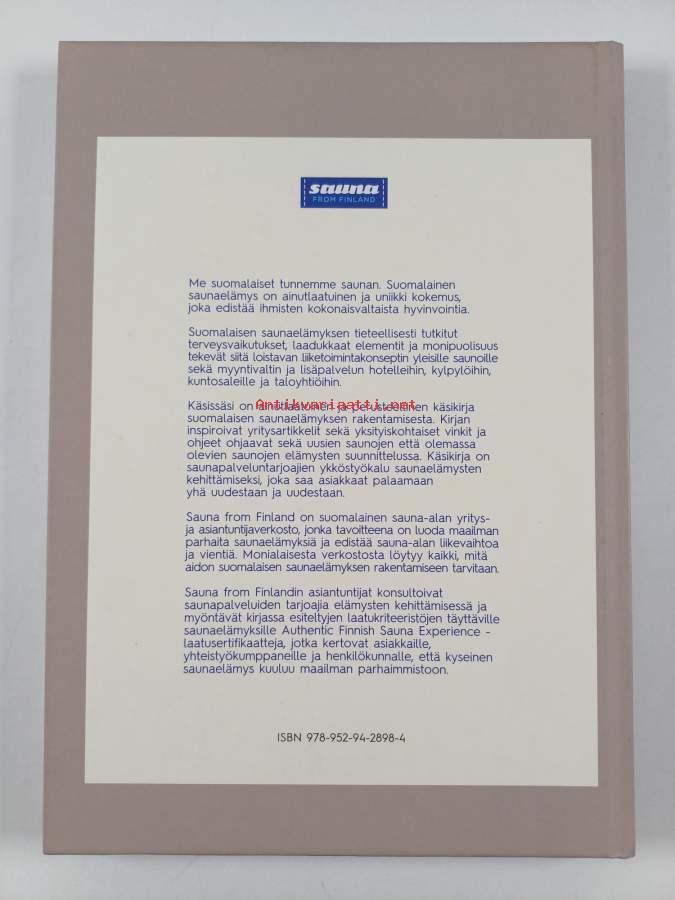 sauna
FROM FINLAND
Me suomalaiset tunnemme saunan. Suomalainen
saunaelämys on ainutlaatuinen ja uniikki kokemus,
joka edistää ihmisten kokonaisvaltaista hyvinvointia.
Suomalaisen saunaelämyksen tieteellisesti tutkitut
terveysvaikutukset, laadukkaat elementit ja monipuolisuus
tekevät siitä loistavan liiketoimintakonseptin yleisille saunoille
sekä myyntivaltin ja lisäpalvelun hotelleihin, kylpylöihin,
kuntosaleille ja taloyhtiöihin.
Antikvariaatti.net
Käsissäsi on ainutlaatuinen ja perusteellinen käsikirja
suomalaisen saunaelämyksen rakentamisesta. Kirjan
inspiroivat yritysartikkelit sekä yksityiskohtaiset vinkit ja
ohjeet ohjaavat sekä uusien saunojen että olemassa
olevien saunojen elämysten suunnittelussa. Käsikirja on
saunapalveluntarjoajien ykköstyökalu saunaelämysten
kehittämiseksi, joka saa asiakkaat palaamaan
yhä uudestaan ja uudestaan.
Sauna from Finland on suomalainen sauna-alan yritys-
ja asiantuntijaverkosto, jonka tavoitteena on luoda maailman
parhaita saunaelämyksiä ja edistää sauna-alan liikevaihtoa
ja vientiä. Monialaisesta verkostosta löytyy kaikki, mitä
aidon suomalaisen saunaelämyksen rakentamiseen tarvitaan.
Sauna from Finlandin asiantuntijat konsultoivat
saunapalveluiden tarjoajia elämysten kehittämisessä ja
myöntävät kirjassa esiteltyjen laatukriteeristöjen täyttäville
saunaelämyksille Authentic Finnish Sauna Experience -
laatusertifikaatteja, jotka kertovat asiakkaille,
yhteistyökumppaneille ja henkilökunnalle, että kyseinen
saunaelämys kuuluu maailman parhaimmistoon.
ISBN 978-952-94-2898-4